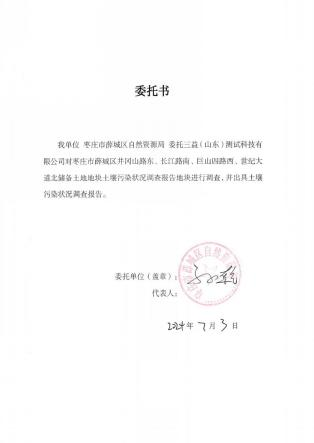 委托书
我单位 枣庄市薛城区自然资源局 委托三益（山东）测试科技有
限公司对枣庄市薛城区井冈山路东、长江路南、巨山四路西、世纪大
道北储备土地地块土壤污染状况调查报告地块进行调查，并出具土壤
污染状况调查报告。
委托单位（盖章）：
代表人：
2024年7月3日